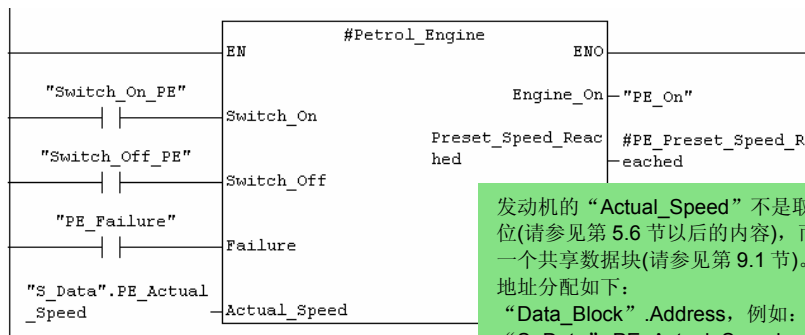 #Petrol_Engine
EN
ENO
"Switch_On_PE"
Switch_On
Engine_On
"PE_On"
"Switch_Off_PE"
Switch_Off
Preset_Speed_Reac
hed
#PE_Preset_Speed_R
eached
"PE_Failure"
Failure
"S_Data".PE_Actual
_Speed
Actual_Speed
发动机的“Actual_Speed”不是取
位(请参见第 5.6 节以后的内容),
一个共享数据块(请参见第 9.1 节)。
地址分配如下:
“Data_Block”.Address,例如: